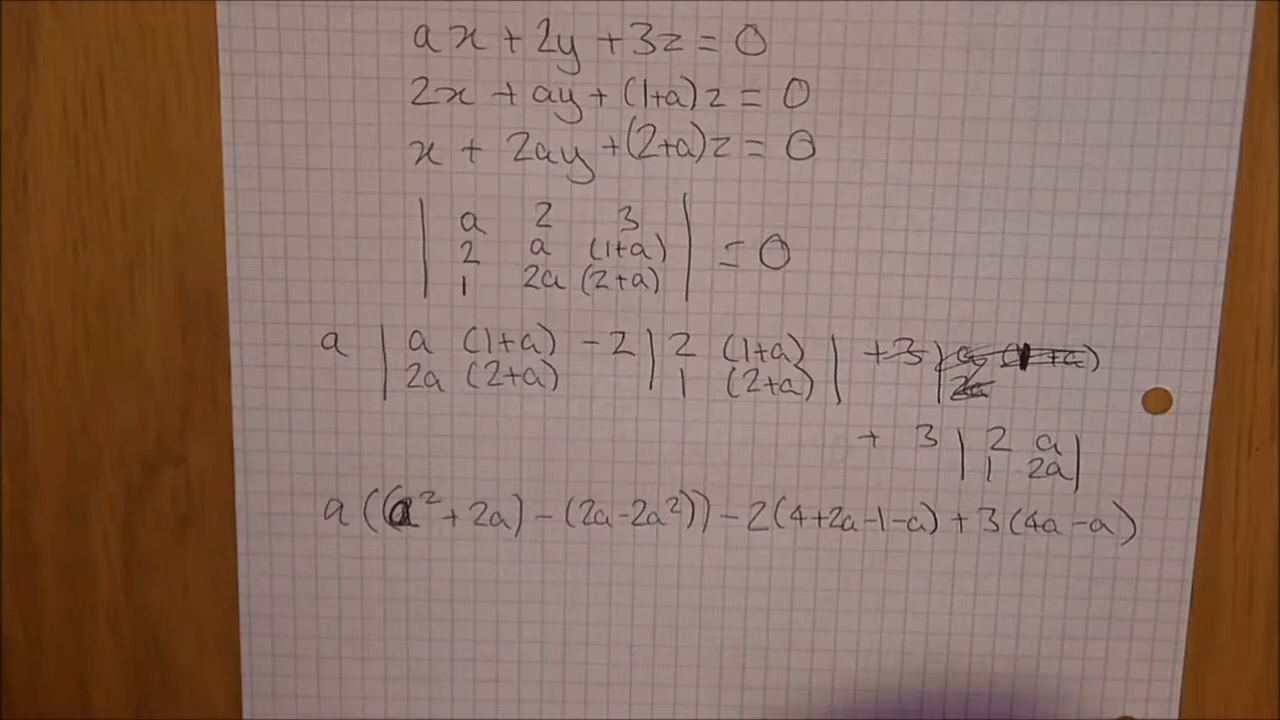 ax + 2y + 3z = 0
2x + ay + (1+a)z = 0
x + 2ay + (2+a)z = 0
| a 2 3 |
| 2 a (1+a) | = 0
| 1 2a (2+a) |
a | a (1+a) - 2 | 2 (1+a) | + 3 | a (1+a)
2a (2+a) 1 (2+a) 2a
+ 3 | 2 a |
1 2a
a((a² + 2a) - (2a - 2a²)) - 2(4 + 2a - 1 - a) + 3(4a - a)